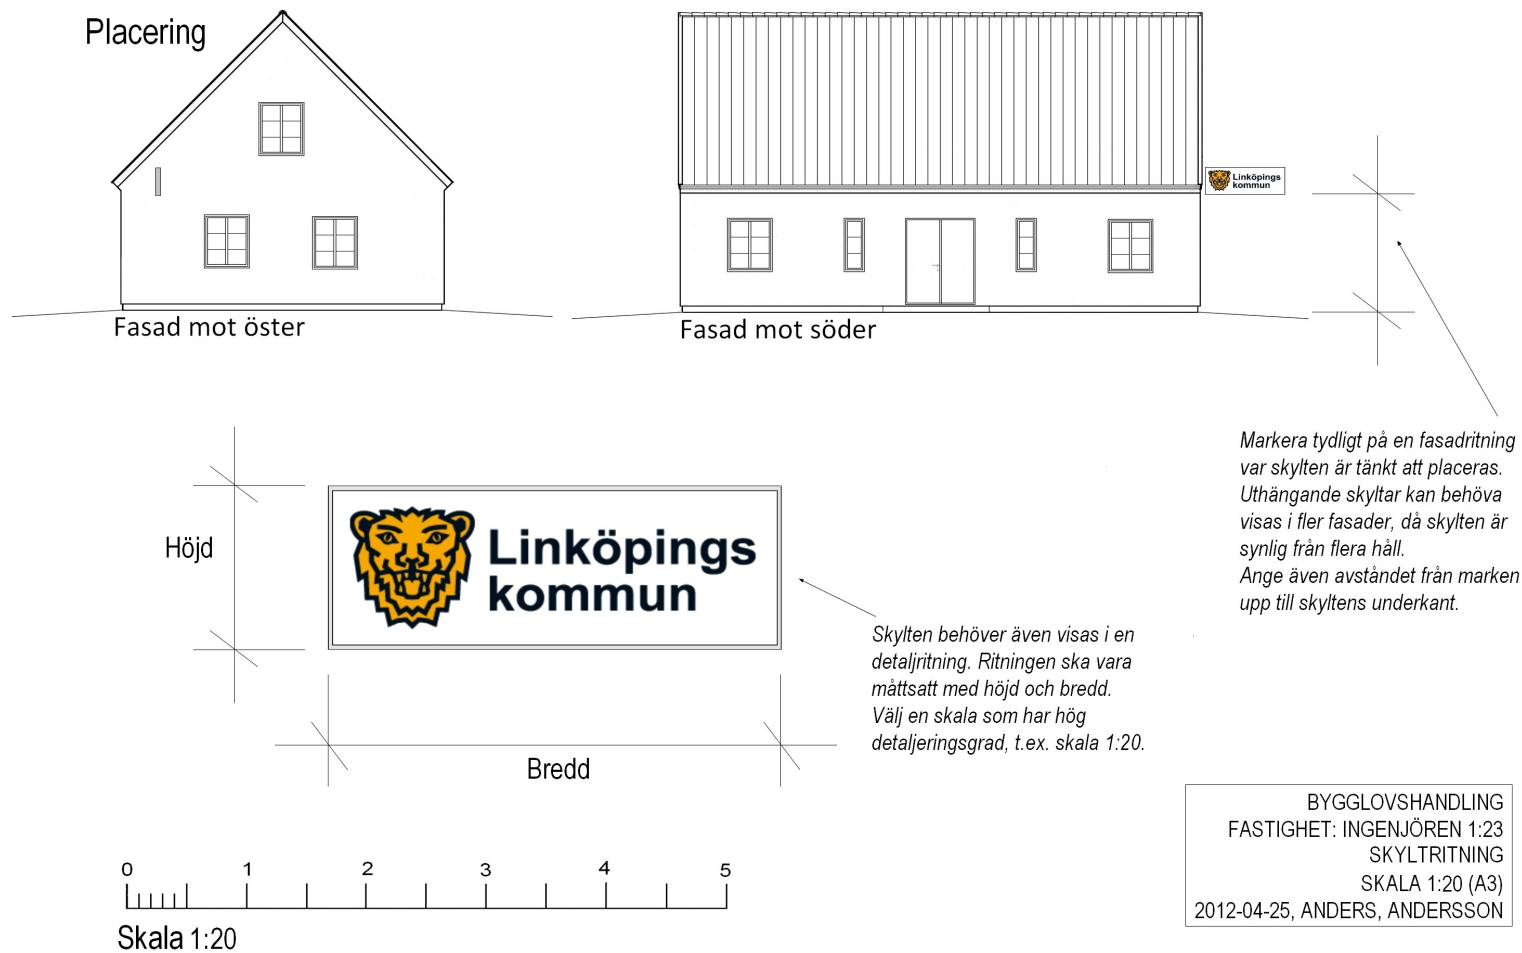 Placering
Linköpings
kommun
Fasad mot öster
Fasad mot söder
Markera tydligt på en fasadritning
var skylten är tänkt att placeras.
Uthängande skyltar kan behöva
visas i fler fasader, då skylten är
synlig från flera håll.
Ange även avståndet från marken
upp till skyltens underkant.
Höjd
Linköpings
kommun
Skylten behöver även visas i en
detaljritning. Ritningen ska vara
måttsatt med höjd och bredd.
Välj en skala som har hög
detaljeringsgrad, t.ex. skala 1:20.
Bredd
BYGGLOVSHANDLING
FASTIGHET: INGENJÖREN 1:23
SKYLTRITNING
SKALA 1:20 (A3)
2012-04-25, ANDERS, ANDERSSON
0 1 2 3 4 5
Skala 1:20